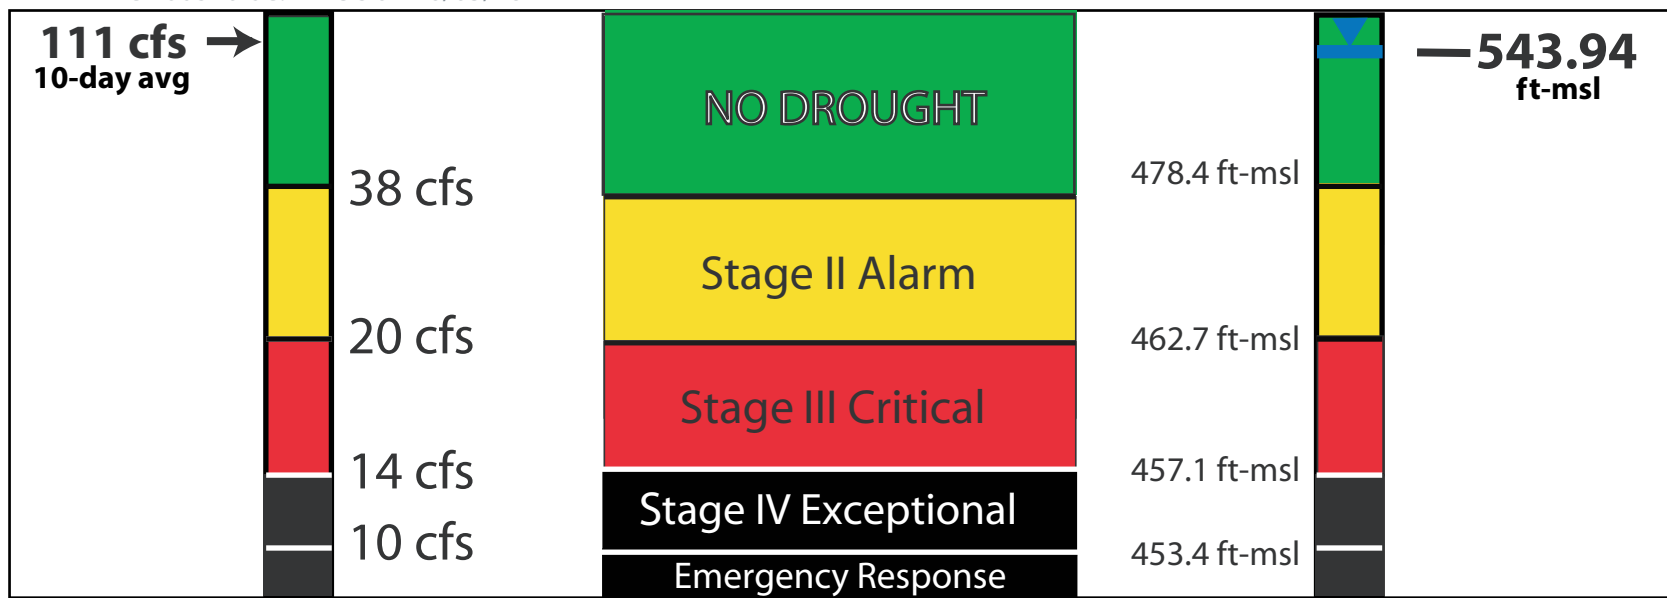 111 cfs
10-day avg
38 cfs
20 cfs
14 cfs
10 cfs
NO DROUGHT
Stage II Alarm
Stage III Critical
Stage IV Exceptional
Emergency Response
478.4 ft-msl
462.7 ft-msl
457.1 ft-msl
453.4 ft-msl
543.94
ft-msl